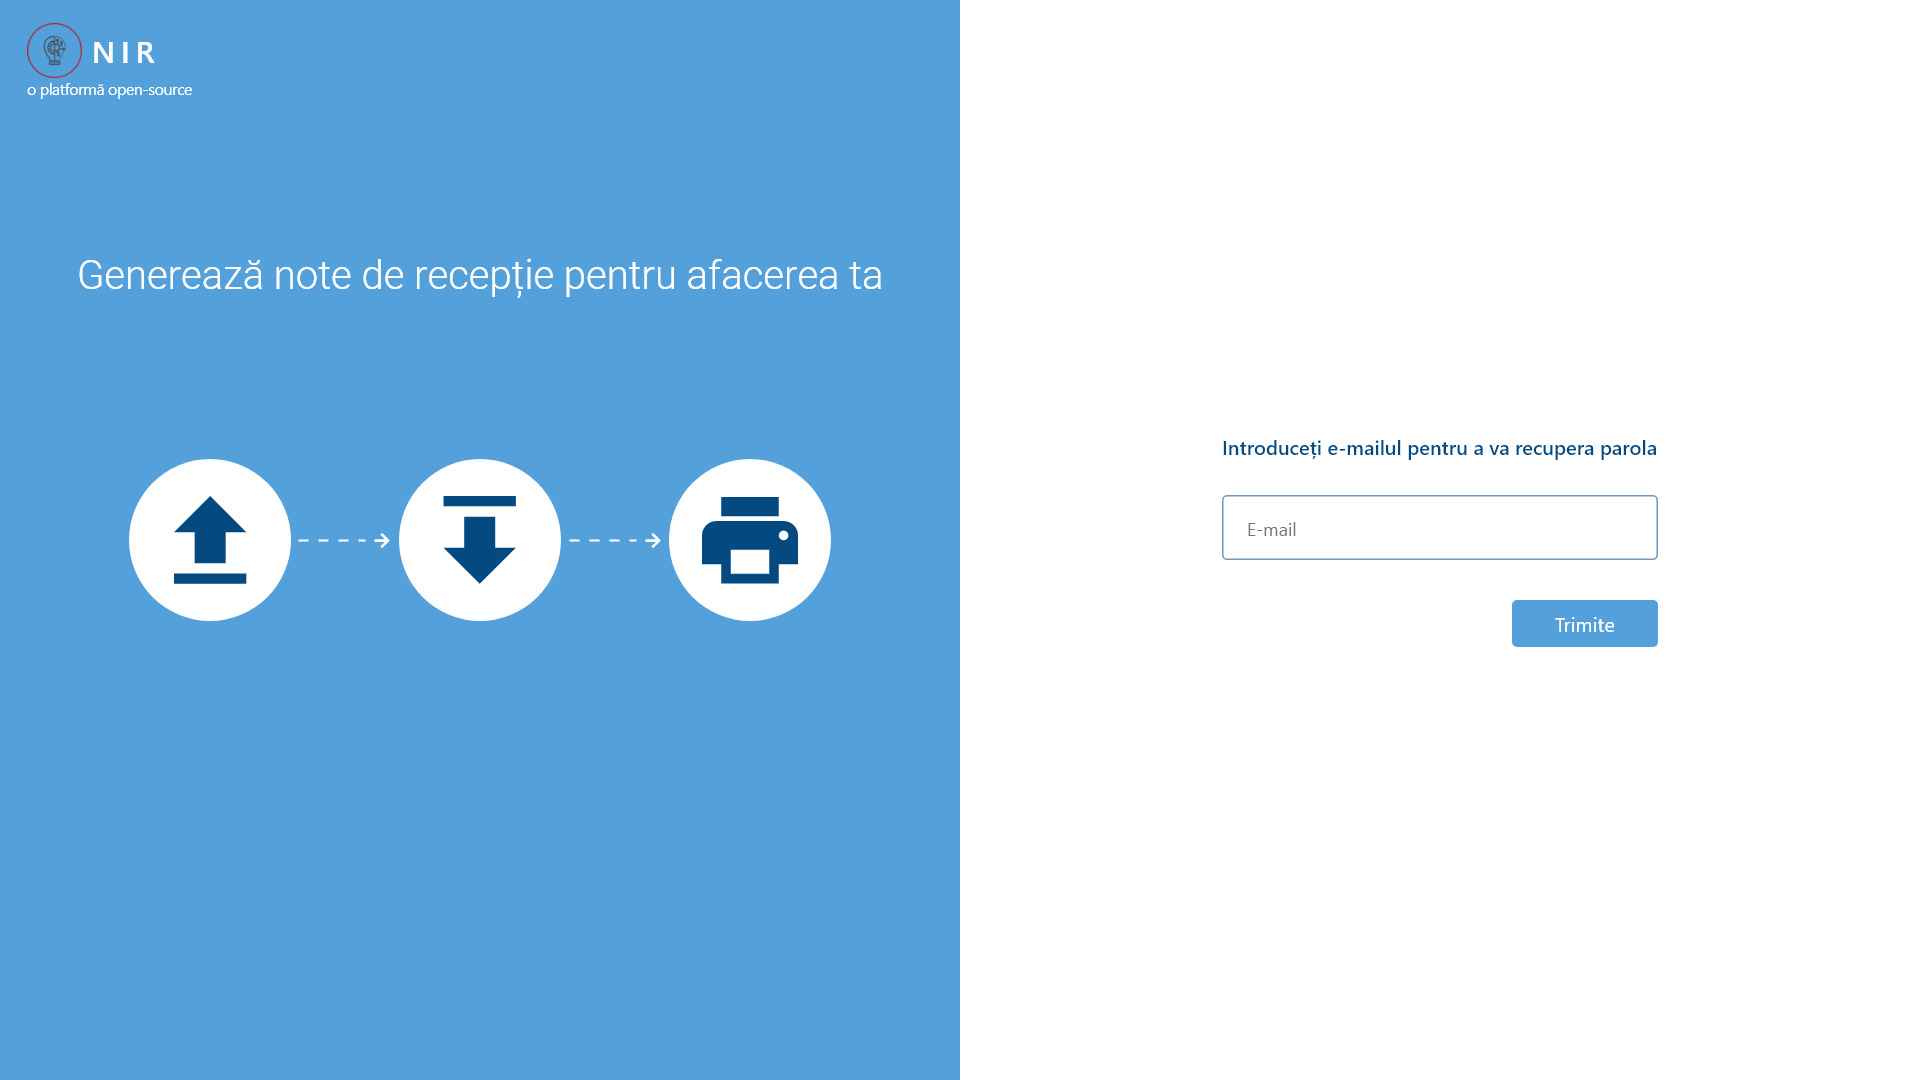 NIR
o platformă open-source
Generează note de recepție pentru afacerea ta
Introduceți e-mailul pentru a va recupera parola
E-mail
Trimite